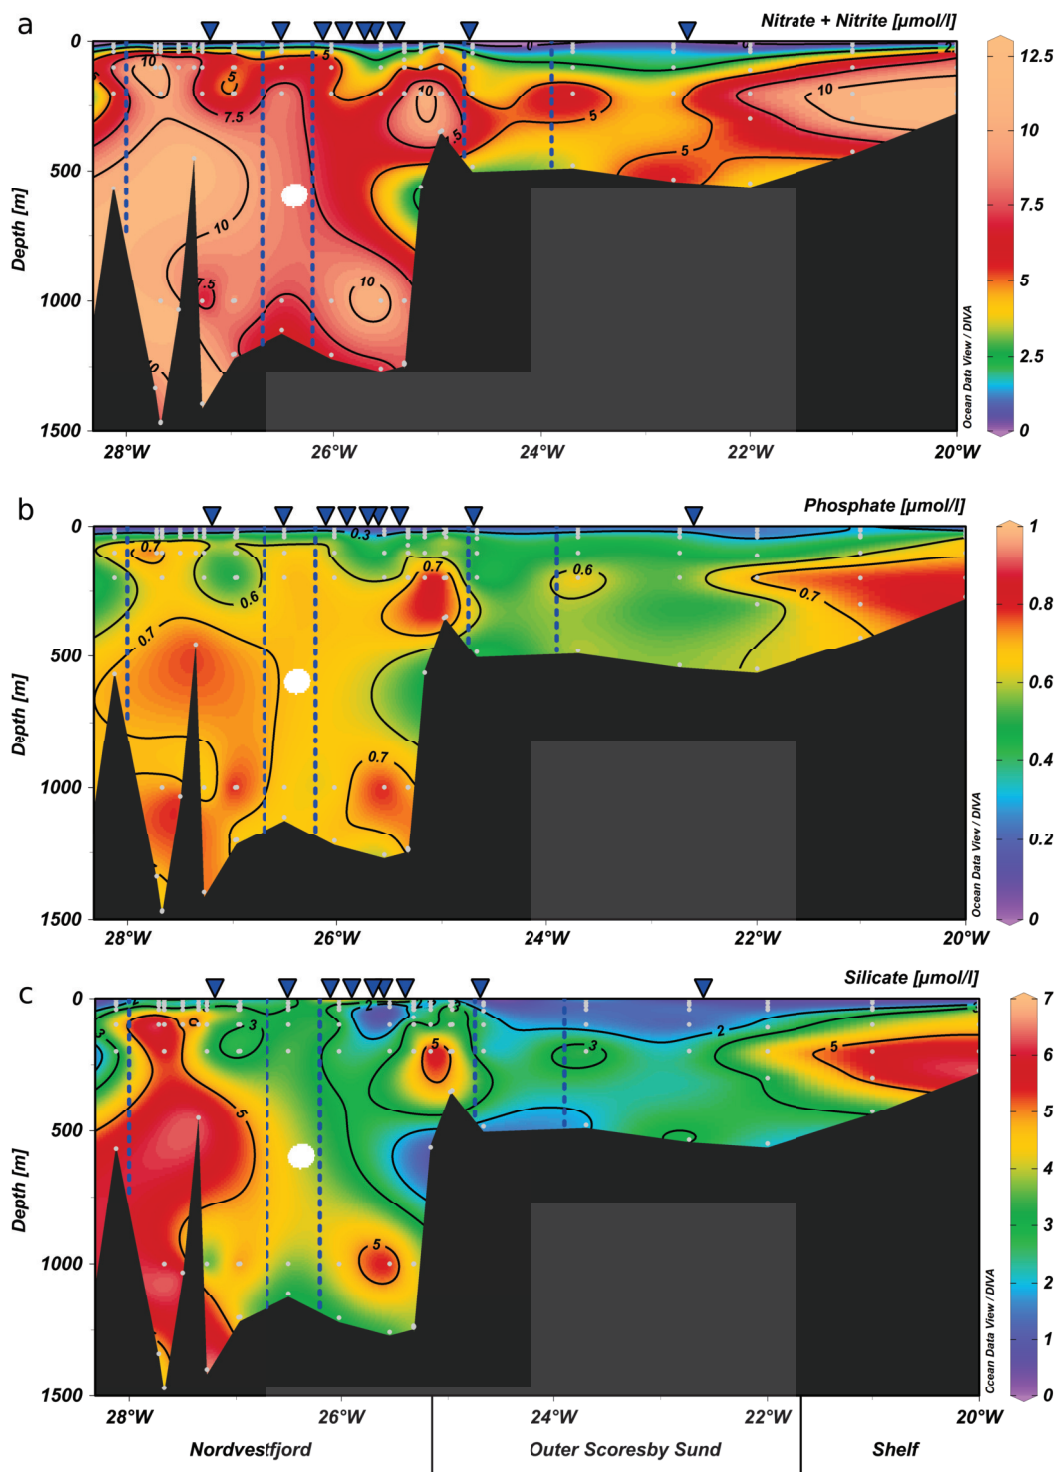 a
Nitrate + Nitrite [µmol/l]
0
500
1000
1500
Depth [m]
28°W
26°W
24°W
22°W
20°W
10
5
7.5
5
10
10
7.5
10
10
10
.5
5
5
0
0
2.
10
10
12.5
10
7.5
5
2.5
0
Ocean Data View / DIVA
b
Phosphate [µmol/l]
0
500
1000
1500
Depth [m]
28°W
26°W
24°W
22°W
20°W
0.7
0.6
0.7
0.3
0.7
0.7
0.6
0.7
1
0.8
0.6
0.4
0.2
0
Ocean Data View / DIVA
c
Silicate [µmol/l]
0
500
1000
1500
Depth [m]
28°W
26°W
24°W
22°W
20°W
2
3
3
5
2
3
5
5
2
3
5
7
6
5
4
3
2
1
0
Ocean Data View / DIVA
Nordvestfjord
Outer Scoresby Sund
Shelf